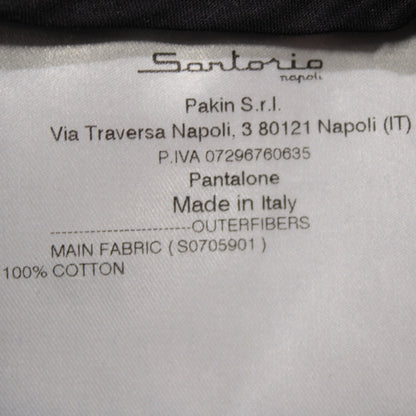 Sartorio
napoli
Pakin S.r.l.
Via Traversa Napoli, 3 80121 Napoli (IT)
P.IVA 07296760635
Pantalone
Made in Italy
--------------------------OUTERFIBERS
MAIN FABRIC ( S0705901 )
100% COTTON